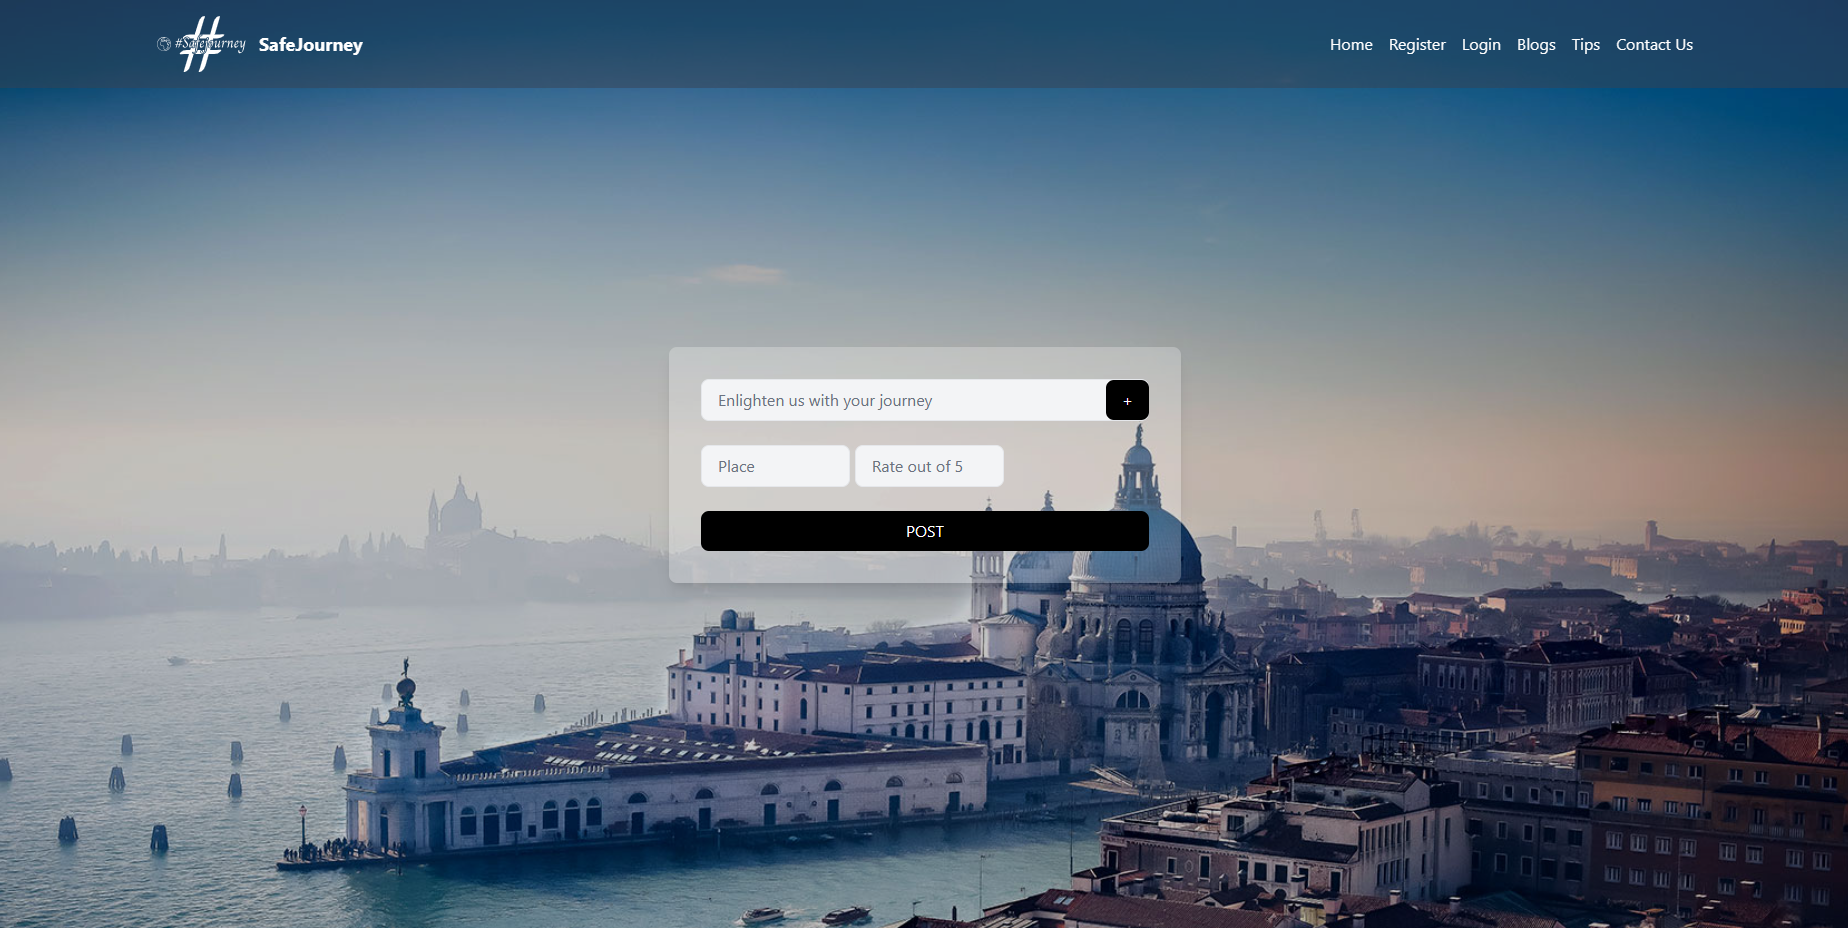 #Safejourney
SafeJourney
Home Register Login Blogs Tips Contact Us
Enlighten us with your journey
+
Place
Rate out of 5
POST